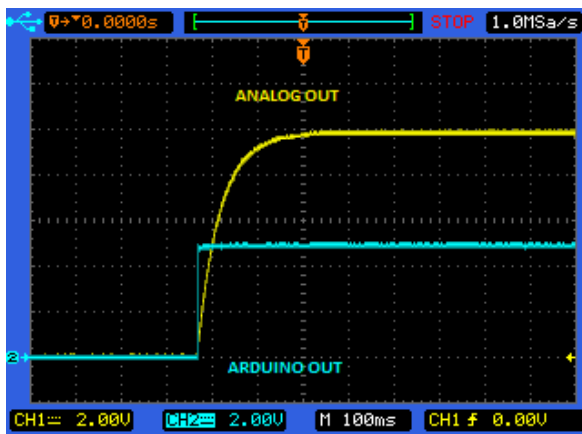 T→▼0.0000s [ T ] STOP 1.0MSa/s
T
ANALOG OUT
2
ARDUINO OUT
CH1 2.00V CH2 2.00V M 100ms CH1 0.00V